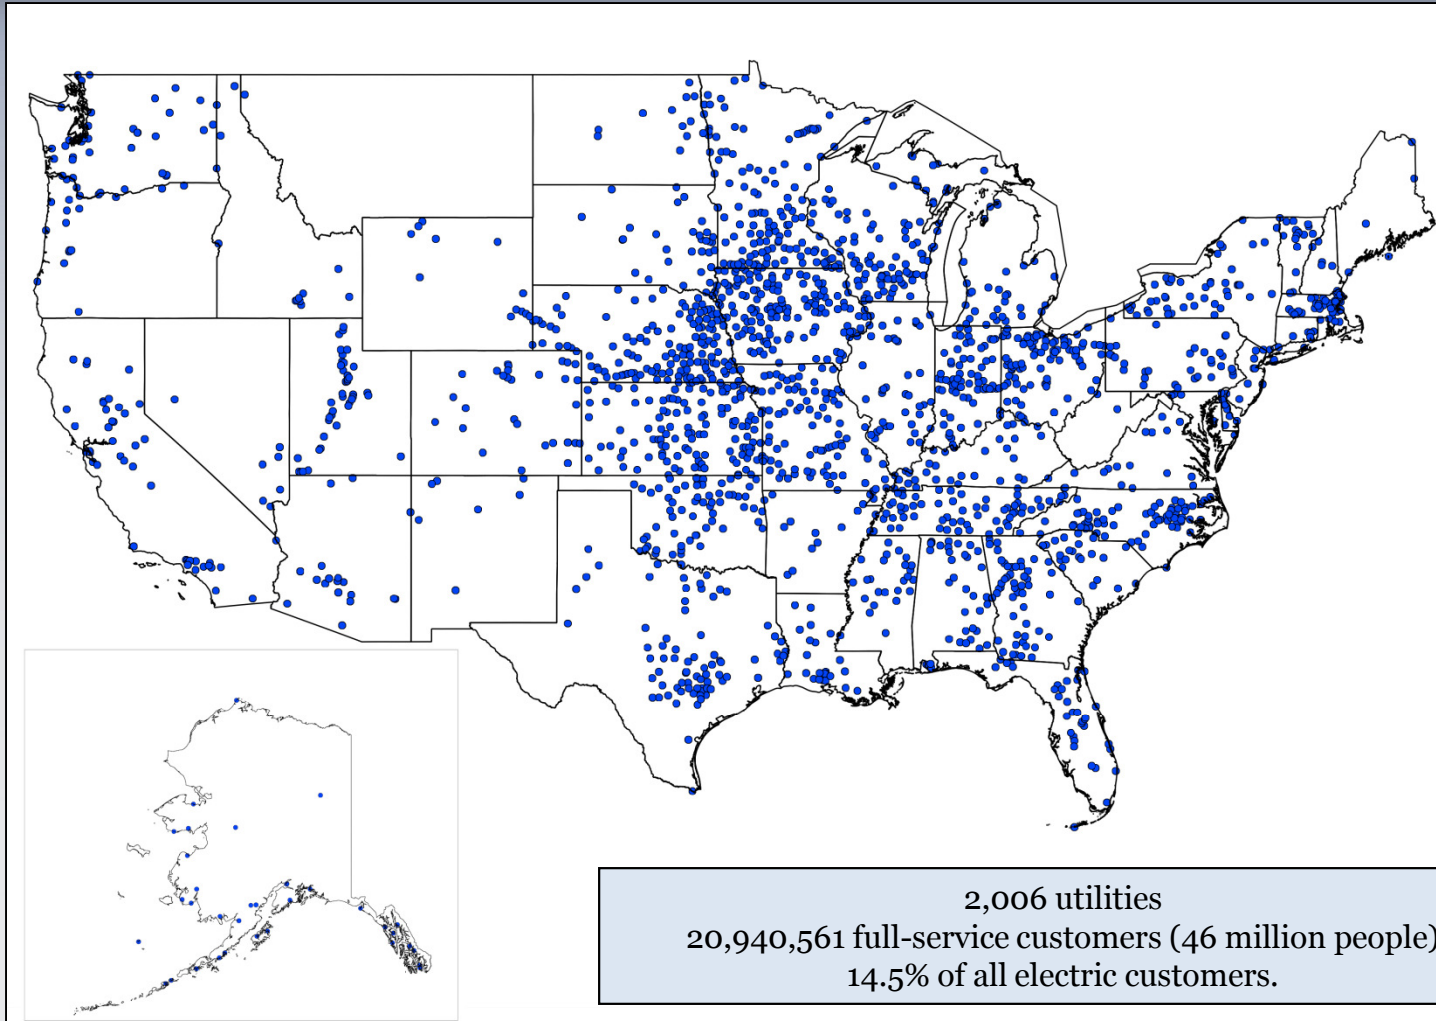 2,006 utilities
20,940,561 full-service customers (46 million people)
14.5% of all electric customers.